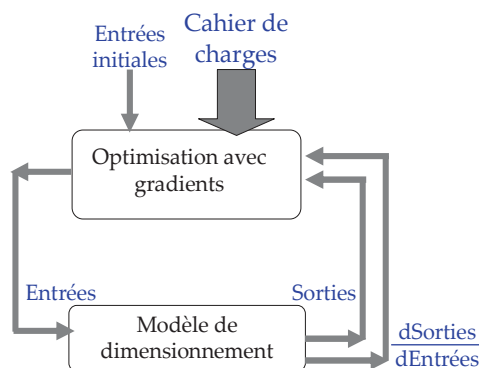 Entrées
initiales
Cahier de
charges
Optimisation avec
gradients
Entrées
Sorties
Modèle de
dimensionnement
dSorties
dEntrées